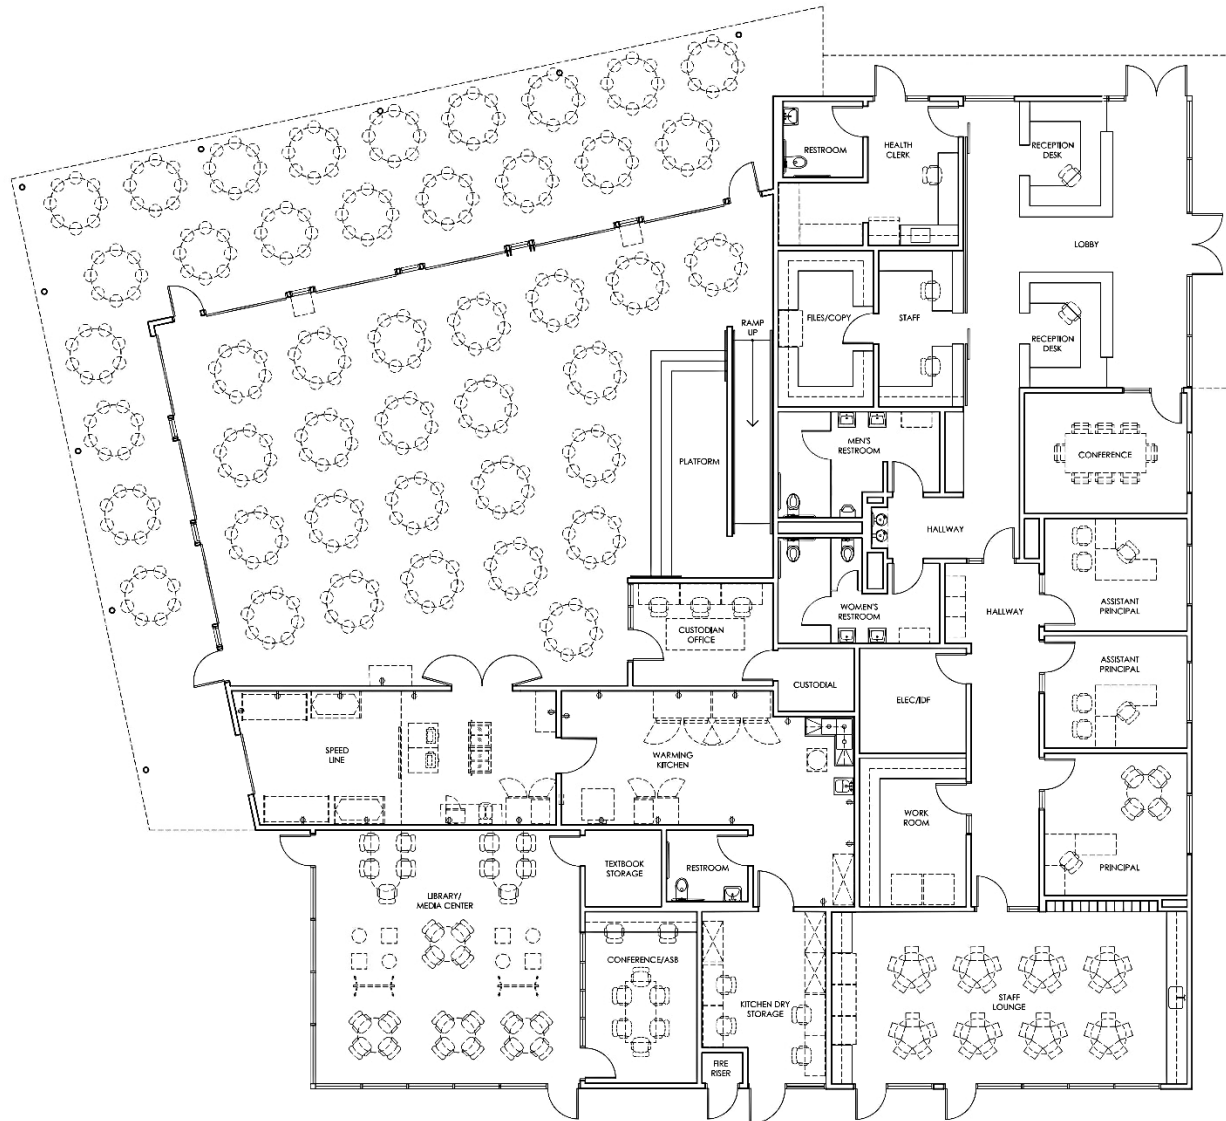 RESTROOM
HEALTH
CLERK
RECEPTION
DESK
LOBBY
FILES/COPY
STAFF
RECEPTION
DESK
RAMP
UP
MEN'S
RESTROOM
CONFERENCE
PLATFORM
HALLWAY
WOMEN'S
RESTROOM
HALLWAY
ASSISTANT
PRINCIPAL
CUSTODIAN
OFFICE
CUSTODIAL
ELEC/IDF
ASSISTANT
PRINCIPAL
SPEED
LINE
WARMING
KITCHEN
WORK
ROOM
TEXTBOOK
STORAGE
RESTROOM
PRINCIPAL
LIBRARY/
MEDIA CENTER
CONFERENCE/ASB
KITCHEN DRY
STORAGE
STAFF
LOUNGE
FIRE
RISER